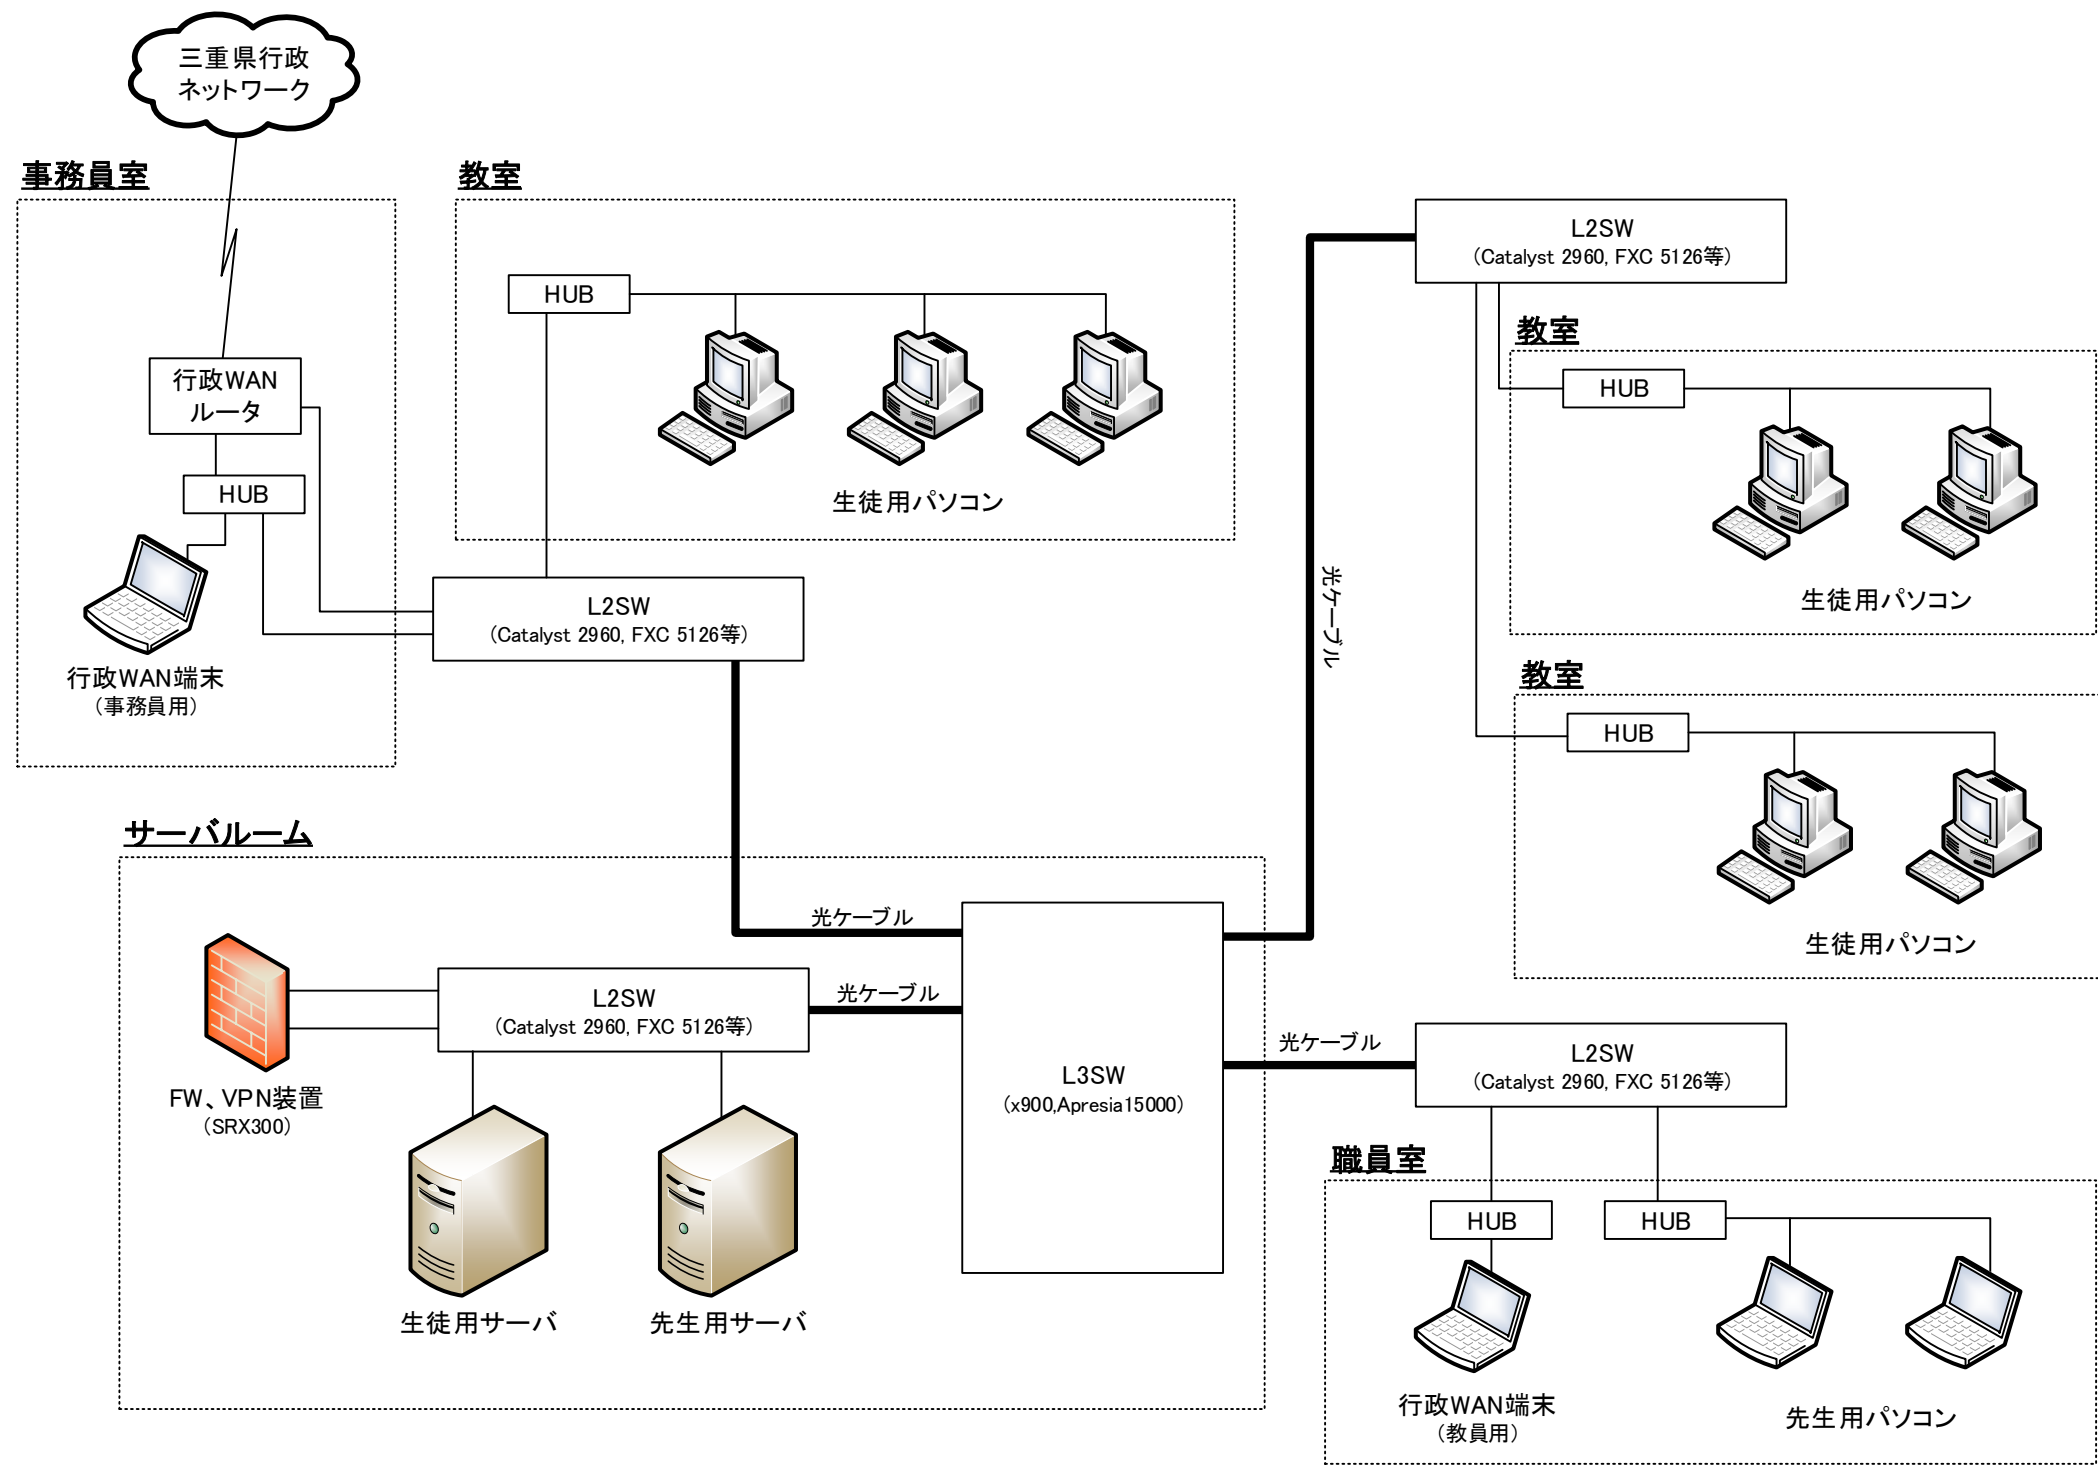 三重県行政
ネットワーク
事務員室
行政WAN
ルータ
HUB
行政WAN端末
(事務員用)
教室
HUB
生徒用パソコン
L2SW
(Catalyst 2960, FXC 5126等)
L2SW
(Catalyst 2960, FXC 5126等)
教室
HUB
生徒用パソコン
光ケーブル
教室
HUB
生徒用パソコン
サーバルーム
光ケーブル
光ケーブル
L2SW
(Catalyst 2960, FXC 5126等)
FW、VPN装置
(SRX300)
生徒用サーバ
先生用サーバ
L3SW
(x900,Apresia15000)
光ケーブル
L2SW
(Catalyst 2960, FXC 5126等)
職員室
HUB
HUB
行政WAN端末
(教員用)
先生用パソコン